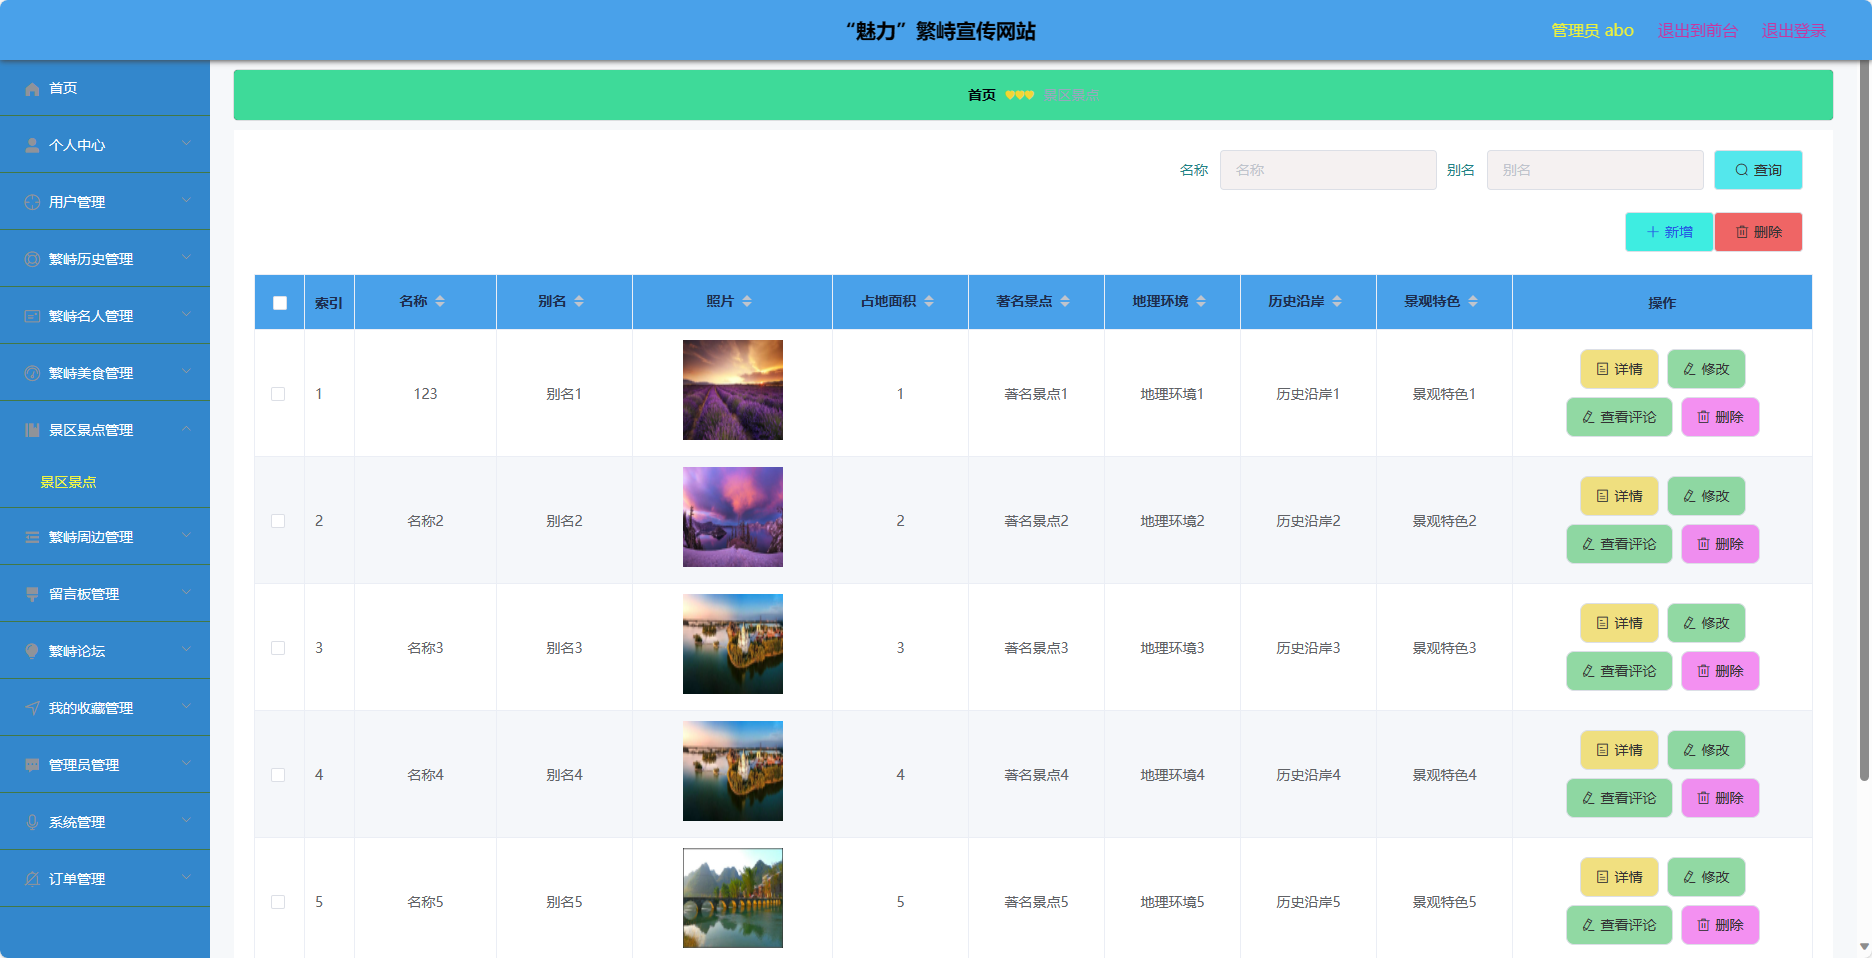 “魅力”繁峙宣传网站
管理员 abo 退出到前台 退出登录
首页
个人中心
用户管理
繁峙历史管理
繁峙名人管理
繁峙美食管理
景区景点管理
景区景点
繁峙周边管理
留言板管理
繁峙论坛
我的收藏管理
管理员管理
系统管理
订单管理
首页 景区景点
名称 名称 别名 别名 查询
新增 删除
索引 名称 别名 照片 占地面积 著名景点 地理环境 历史沿岸 景观特色 操作
1 123 别名1 1 著名景点1 地理环境1 历史沿岸1 景观特色1
详情 修改
查看评论 删除
2 名称2 别名2 2 著名景点2 地理环境2 历史沿岸2 景观特色2
详情 修改
查看评论 删除
3 名称3 别名3 3 著名景点3 地理环境3 历史沿岸3 景观特色3
详情 修改
查看评论 删除
4 名称4 别名4 4 著名景点4 地理环境4 历史沿岸4 景观特色4
详情 修改
查看评论 删除
5 名称5 别名5 5 著名景点5 地理环境5 历史沿岸5 景观特色5
详情 修改
查看评论 删除